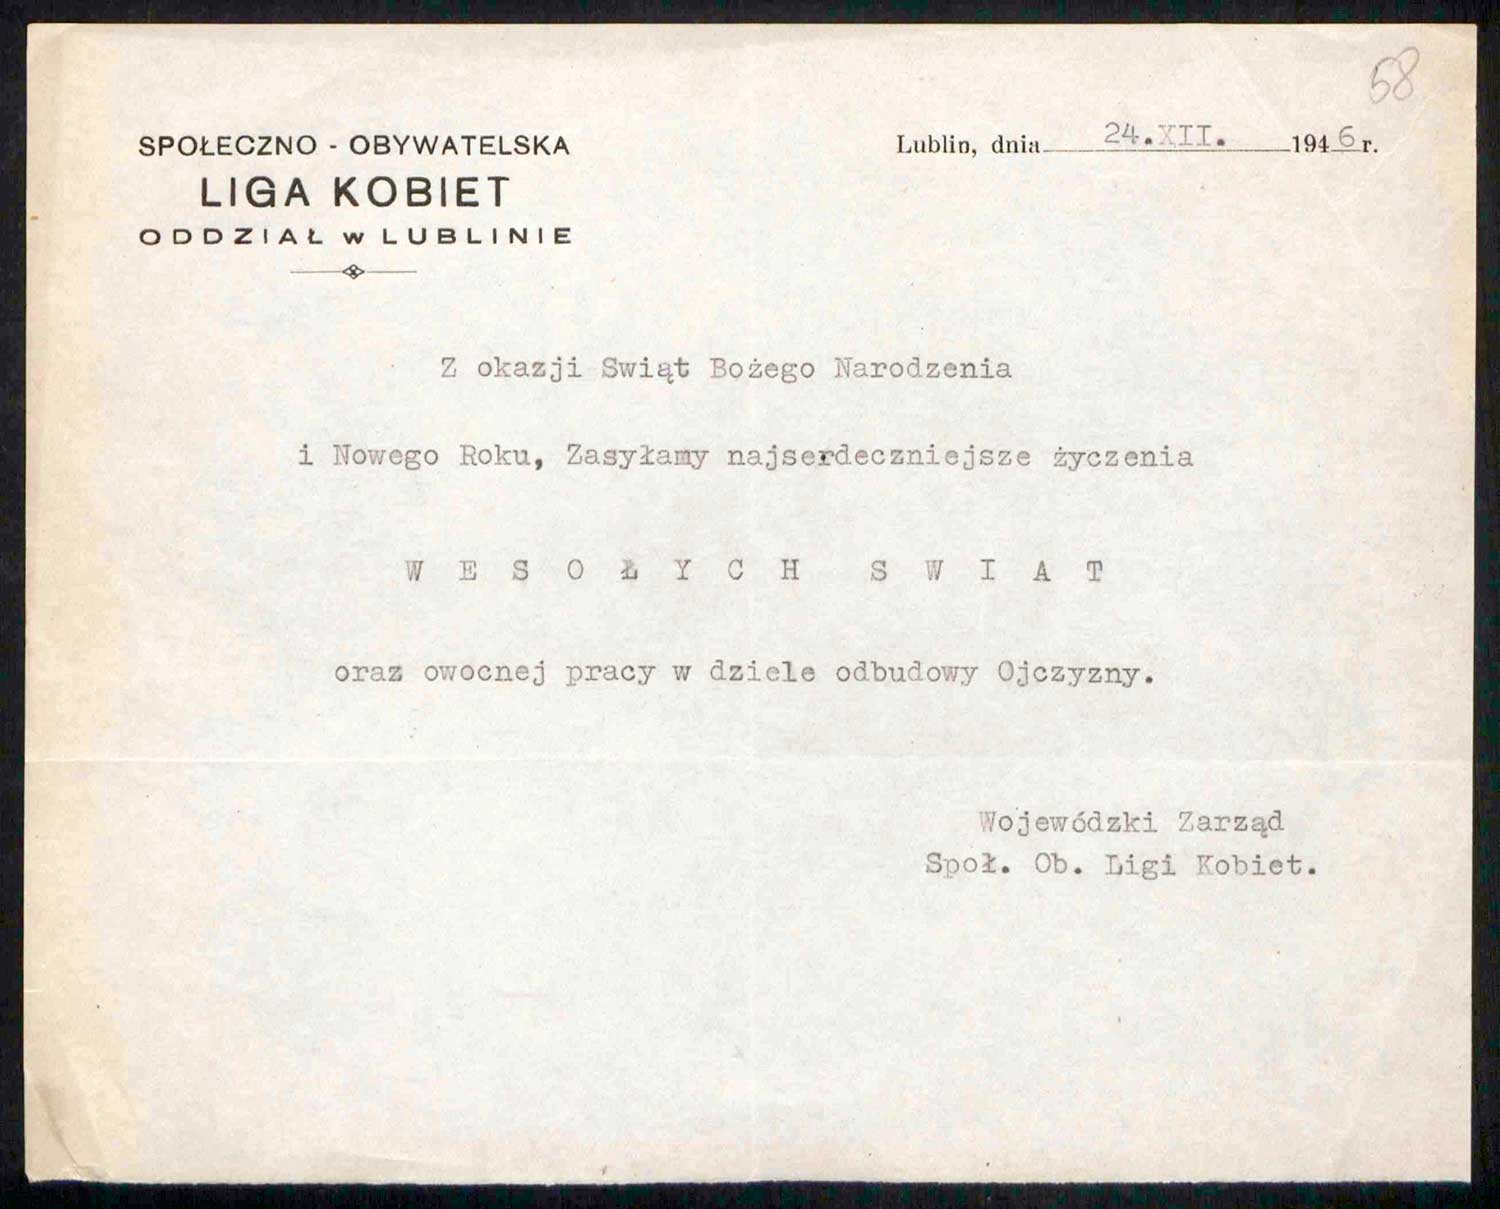 58
SPOŁECZNO - OBYWATELSKA
LIGA KOBIET
ODDZIAŁ w LUBLINIE
Lublin, dnia 24.XII. 1946 r.
Z okazji Swiąt Bożego Narodzenia
i Nowego Roku, Zasyłamy najserdeczniejsze życzenia
W E S O Ł Y C H S W I A T
oraz owocnej pracy w dziele odbudowy Ojczyzny.
Wojewódzki Zarząd
Społ. Ob. Ligi Kobiet.